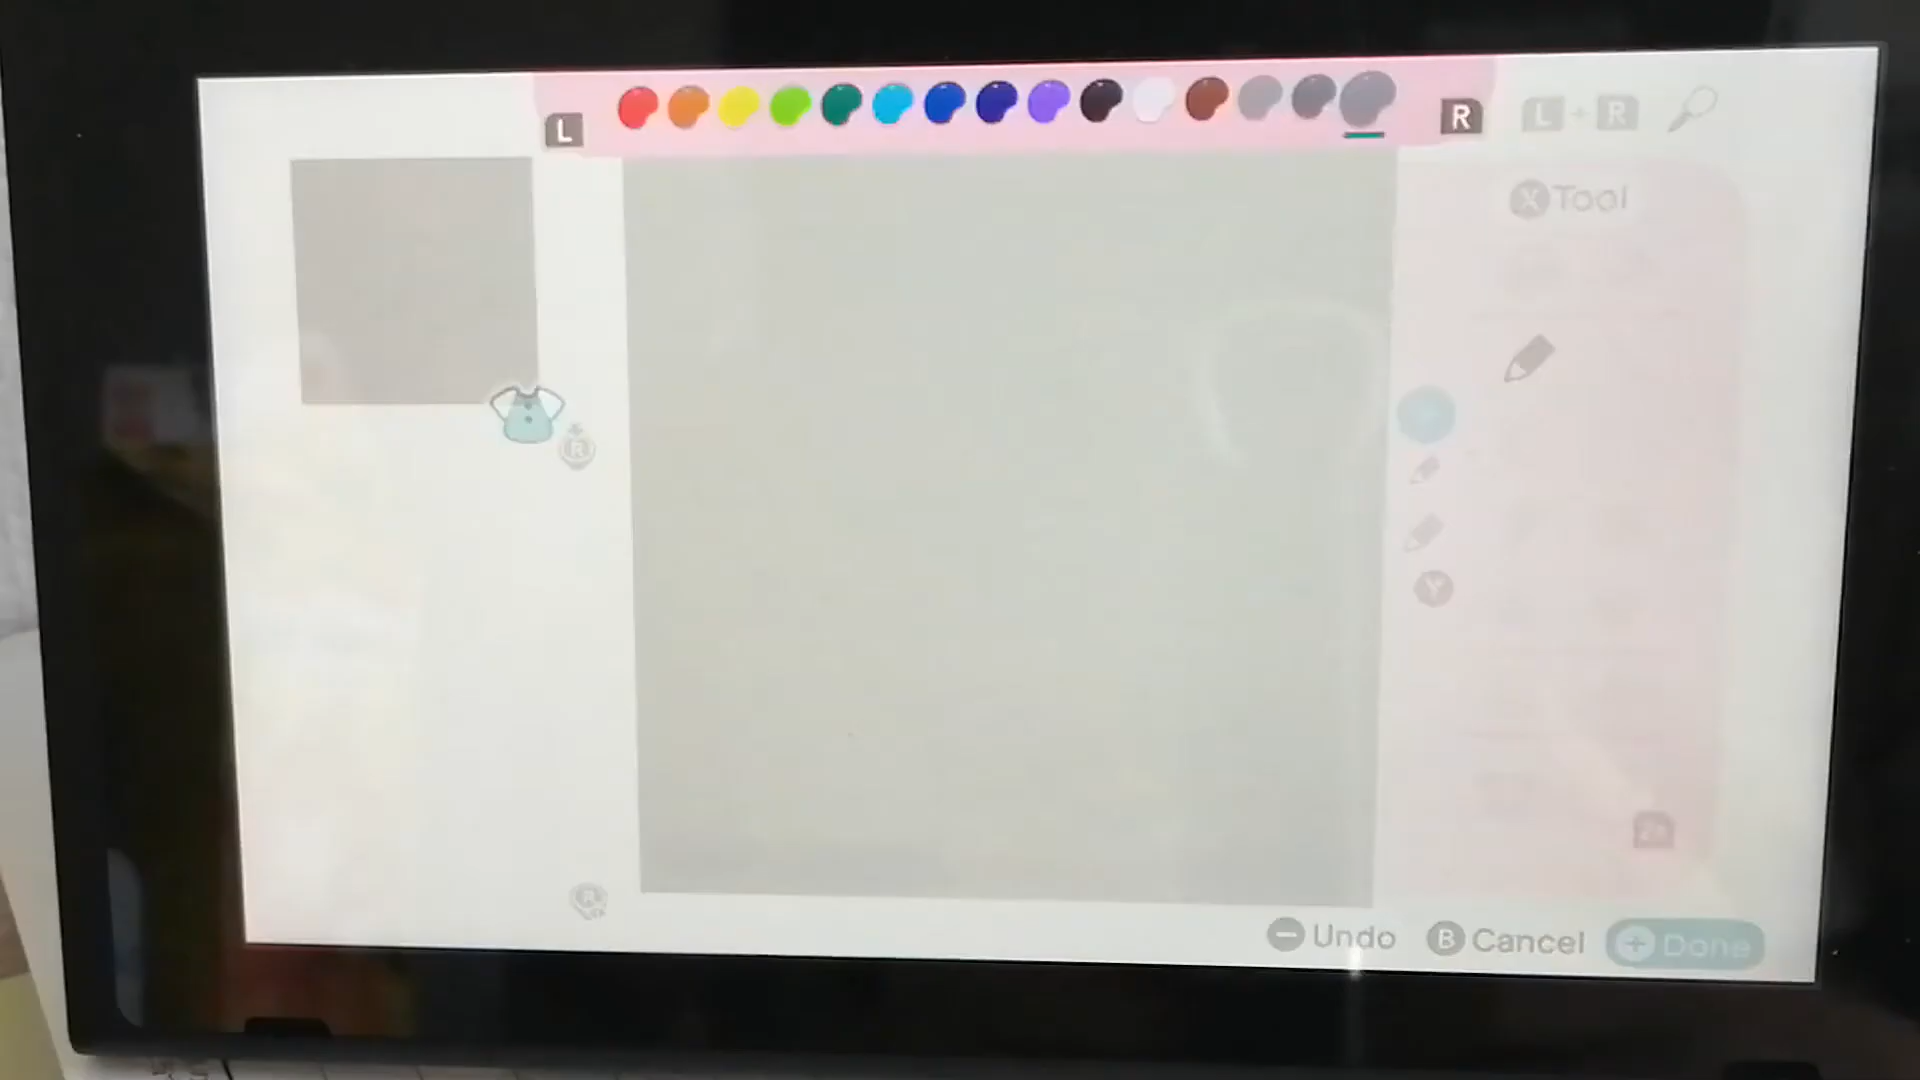 L
R
L + R
X Tool
R
Y
R
Undo
B Cancel
+ Done